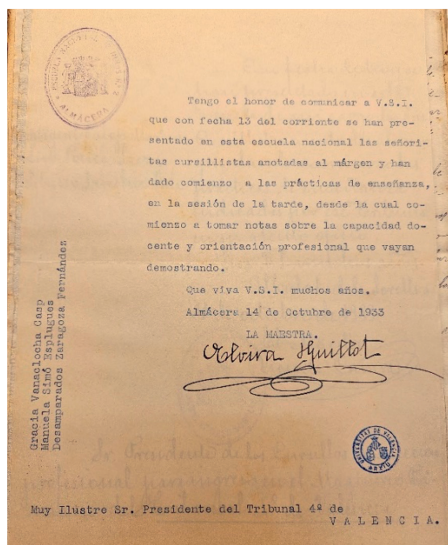 Tengo el honor de comunicar a V.S.I.
que con fecha 13 del corriente se han pre-
sentado en esta escuela nacional las señori-
tas cursillistas anotadas al márgen y han
dado comienzo a las prácticas de enseñanza,
en la sesión de la tarde, desde la cual co-
mienzo a tomar notas sobre la capacidad do-
cente y orientación profesional que vayan
demostrando.
Que viva V.S.I. muchos años.
Almácera 14 de Octubre de 1933
LA MAESTRA.
Elvira Guillot
Gracia Vanaclocha Casp
Manuela Simó Esplugues
Desamparados Zaragoza Fernández
Muy Ilustre Sr. Presidente del Tribunal 4º de
VALENCIA.